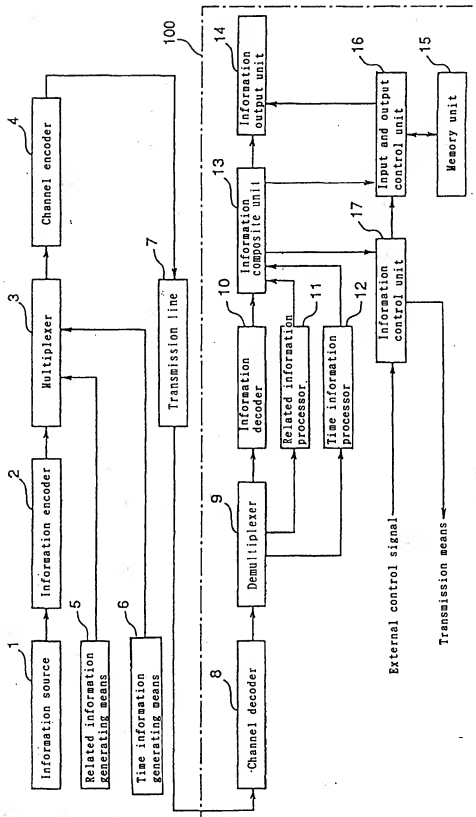 1
Information source
2
Information encoder
3
Multiplexer
4
Channel encoder
5
Related information
generating means
6
Time information
generating means
7
Transmission line
100
8
Channel decoder
9
Demultiplexer
10
Information
decoder
11
Related information
processor
12
Time information
processor
13
Information
composite unit
14
Information
output unit
16
Input and output
control unit
15
Memory unit
17
Information
control unit
External control signal
Transmission means